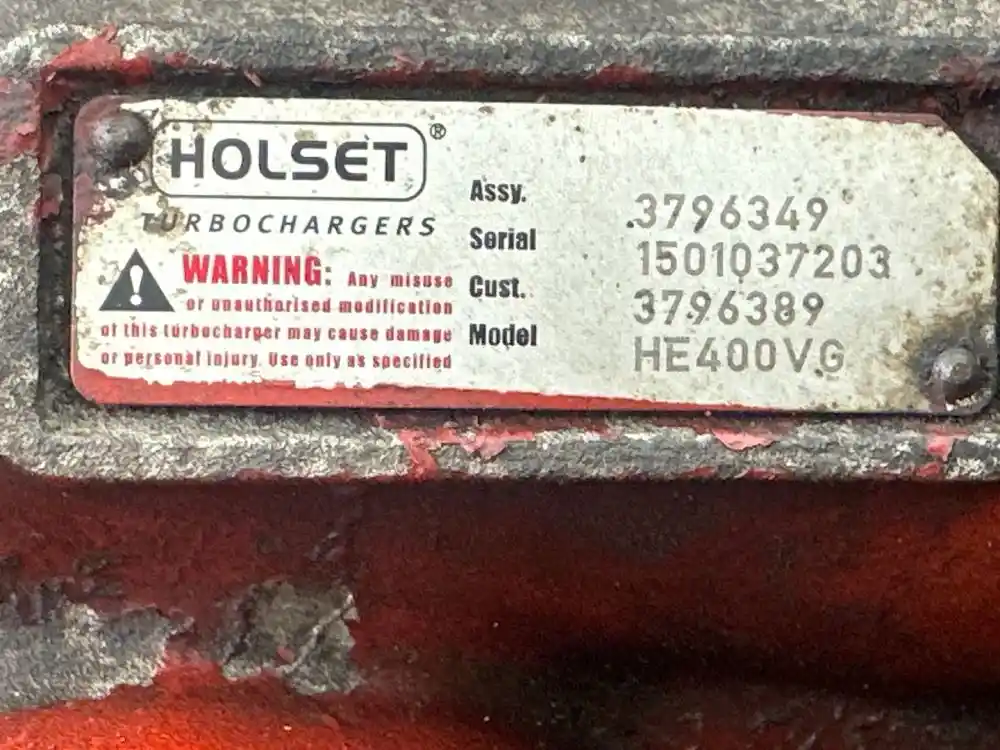 HOLSET®
TURBOCHARGERS
WARNING: Any misuse
or unauthorised modification
of this turbocharger may cause damage
or personal injury. Use only as specified
Assy. 3796349
Serial 1501037203
Cust. 3796389
Model HE400VG